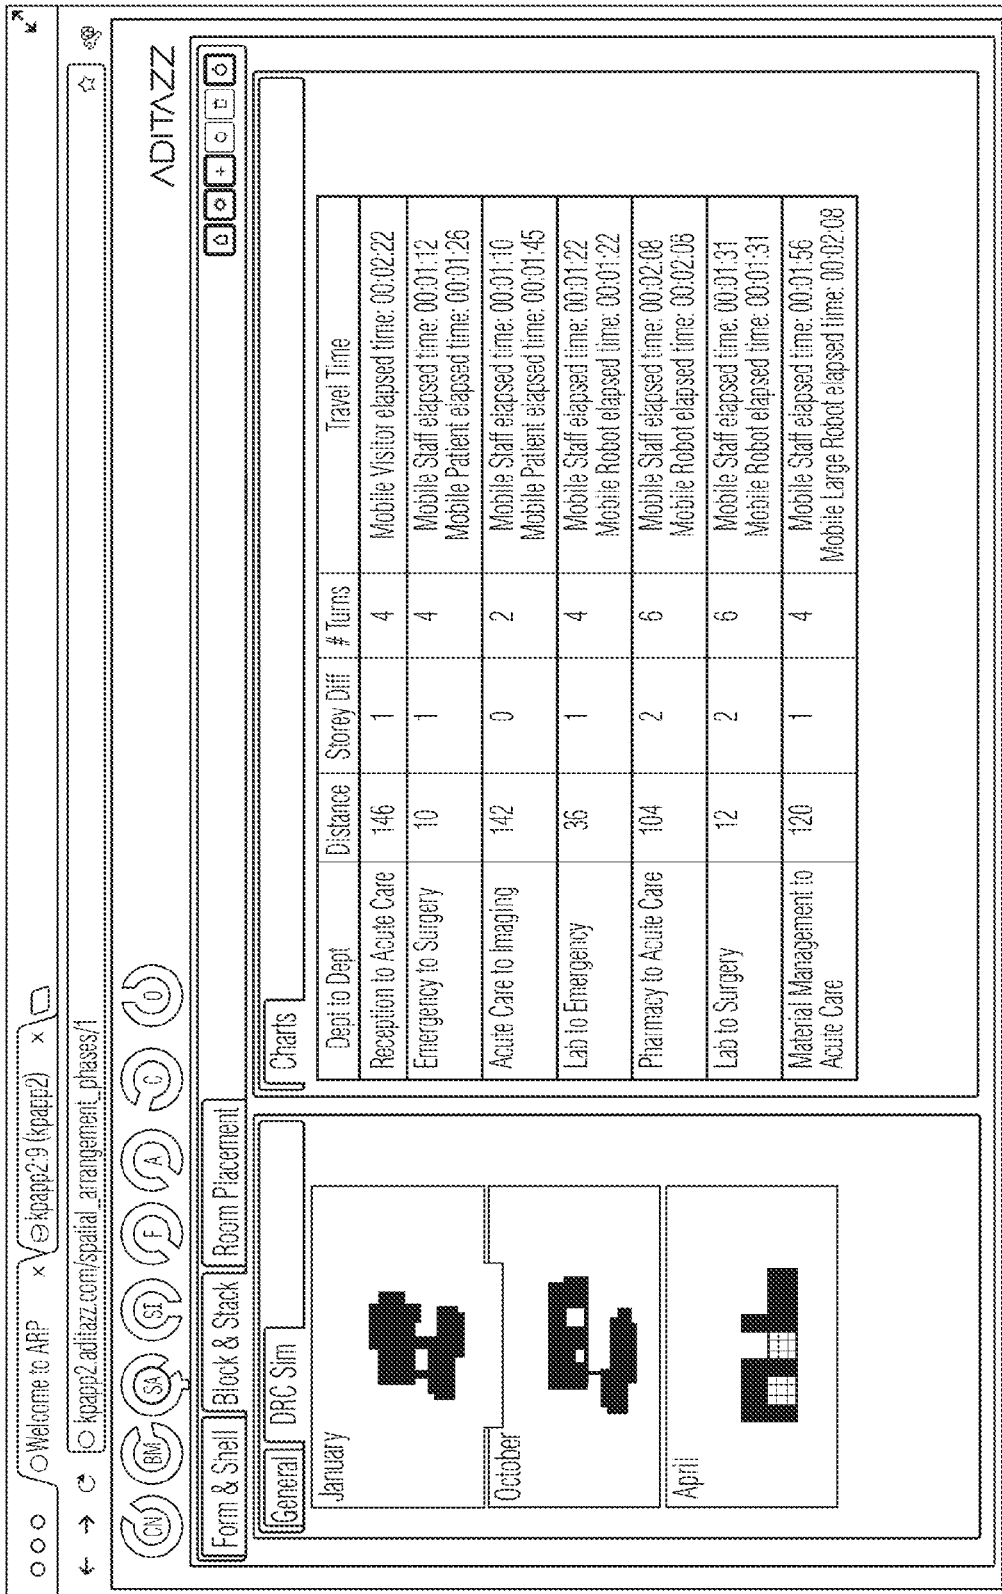 Welcome to ARP x kpapp2:9 (kpapp2) x
kpapp2.aditazz.com/spatial_arrangement_phases/1
CN BM SA SI F A C O
ADITAZZ
Form & Shell Block & Stack Room Placement
General DRC Sim
January
October
April
Charts
Dept to Dept Distance Storey Diff # Turns Travel Time
Reception to Acute Care 146 1 4 Mobile Visitor elapsed time: 00:02:22
Emergency to Surgery 10 1 4 Mobile Staff elapsed time: 00:01:12
Mobile Patient elapsed time: 00:01:26
Acute Care to Imaging 142 0 2 Mobile Staff elapsed time: 00:01:10
Mobile Patient elapsed time: 00:01:45
Lab to Emergency 36 1 4 Mobile Staff elapsed time: 00:01:22
Mobile Robot elapsed time: 00:01:22
Pharmacy to Acute Care 104 2 6 Mobile Staff elapsed time: 00:02:08
Mobile Robot elapsed time: 00:02:06
Lab to Surgery 12 2 6 Mobile Staff elapsed time: 00:01:31
Mobile Robot elapsed time: 00:01:31
Material Management to 120 1 4 Mobile Staff elapsed time: 00:01:56
Acute Care Mobile Large Robot elapsed time: 00:02:08